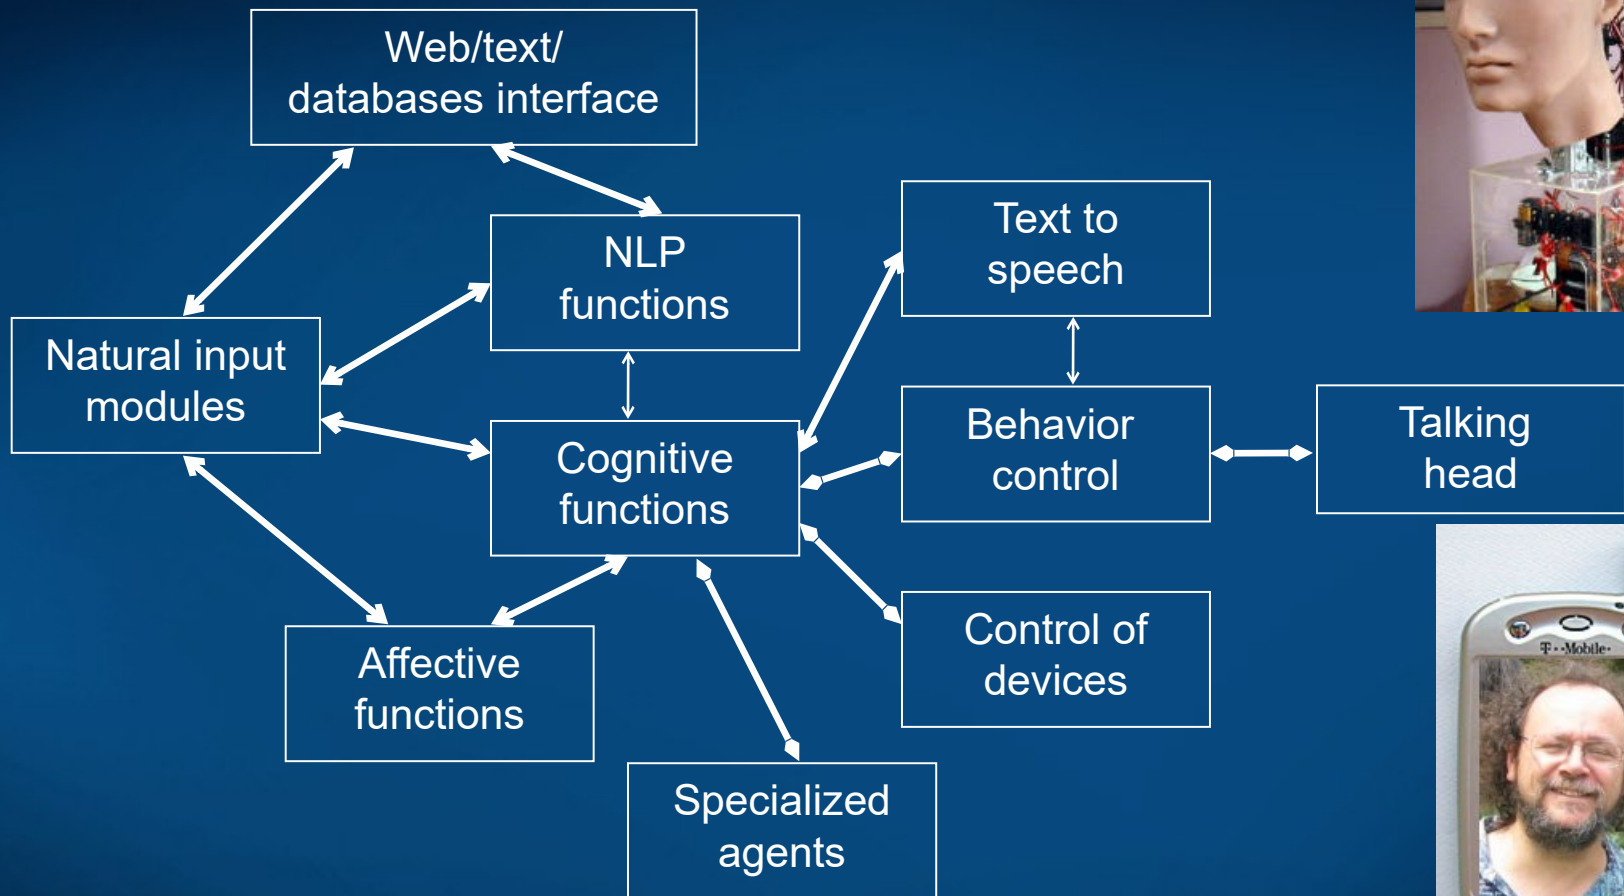 Web/text/
databases interface
Text to
speech
NLP
functions
Natural input
modules
Behavior
control
Talking
head
Cognitive
functions
Control of
devices
Affective
functions
Specialized
agents
T··Mobile·